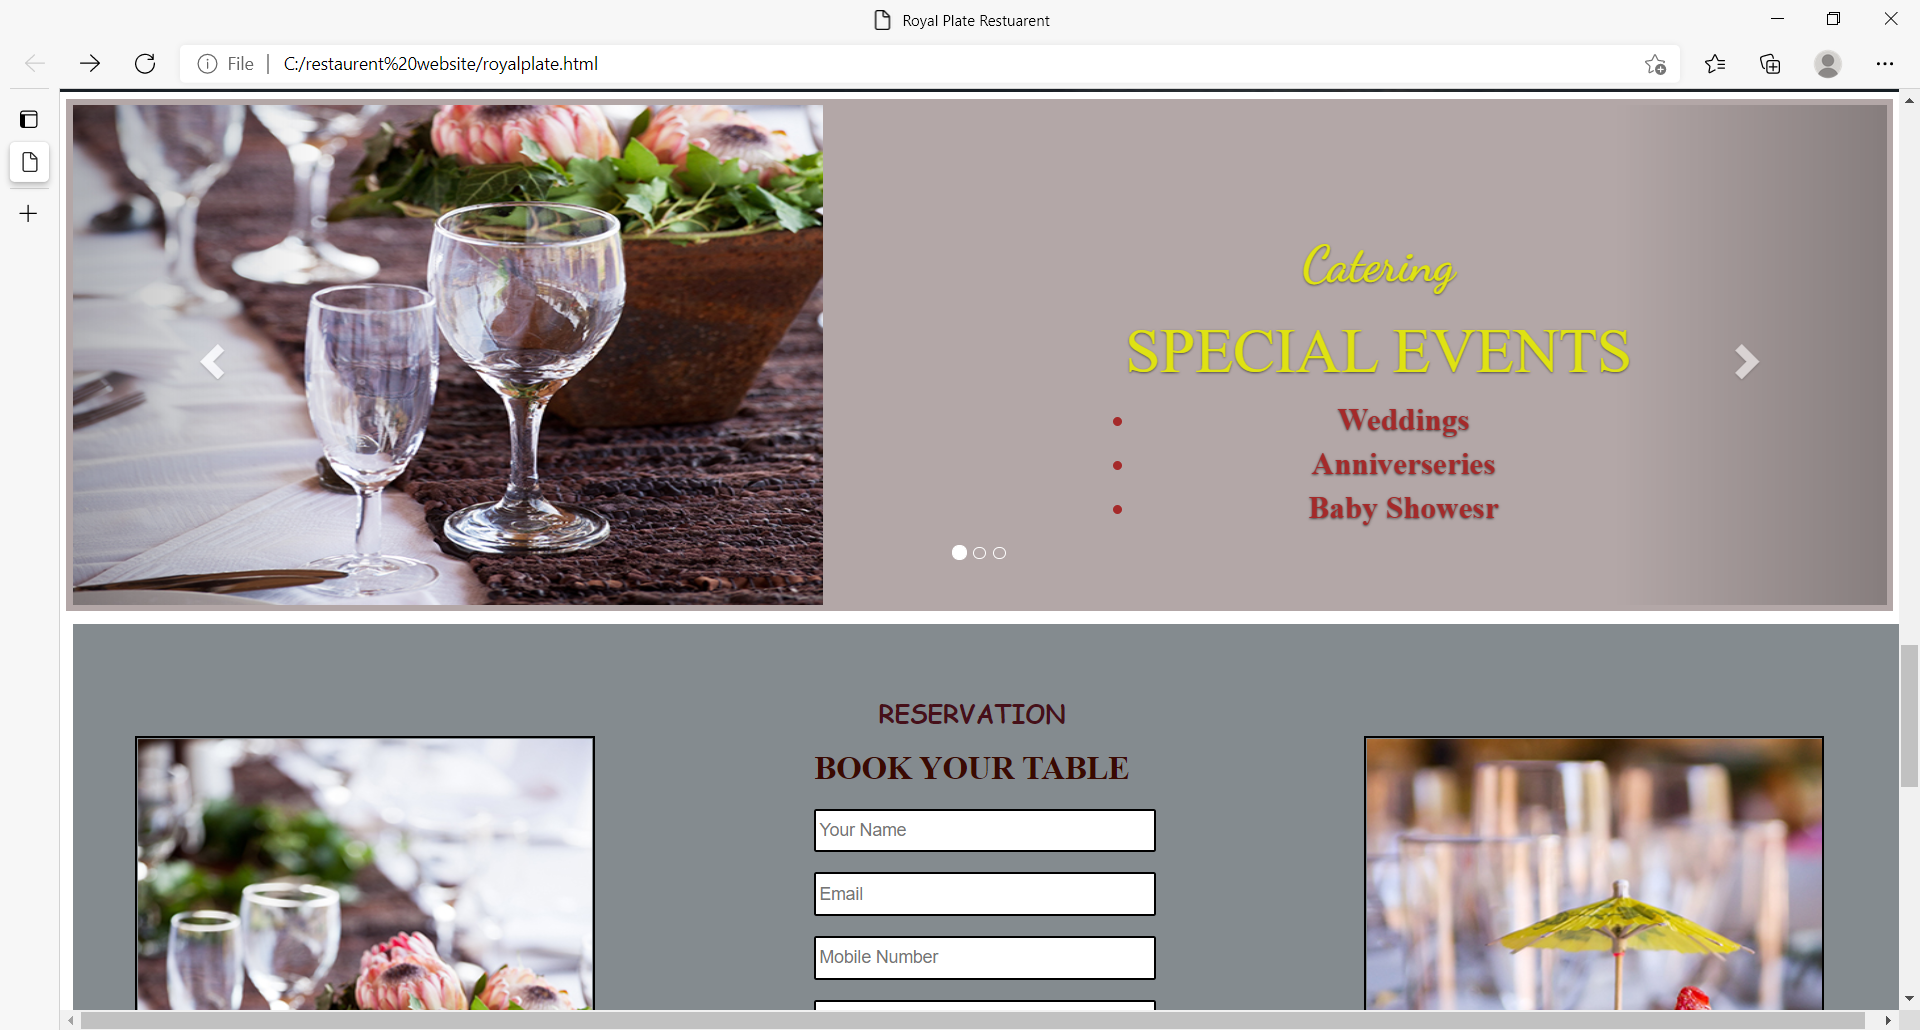 Royal Plate Restuarent
File
C:/restaurent%20website/royalplate.html
Catering
SPECIAL EVENTS
• Weddings
• Anniverseries
• Baby Showesr
RESERVATION
BOOK YOUR TABLE
Your Name
Email
Mobile Number